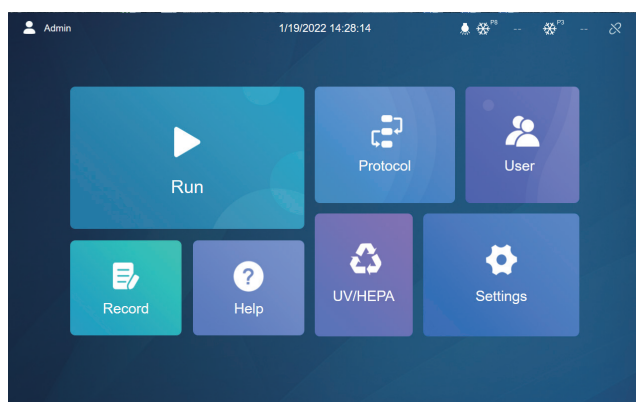 Admin
1/19/2022 14:28:14
P8
--
P3
--
Run
Protocol
User
Record
Help
?
UV/HEPA
Settings